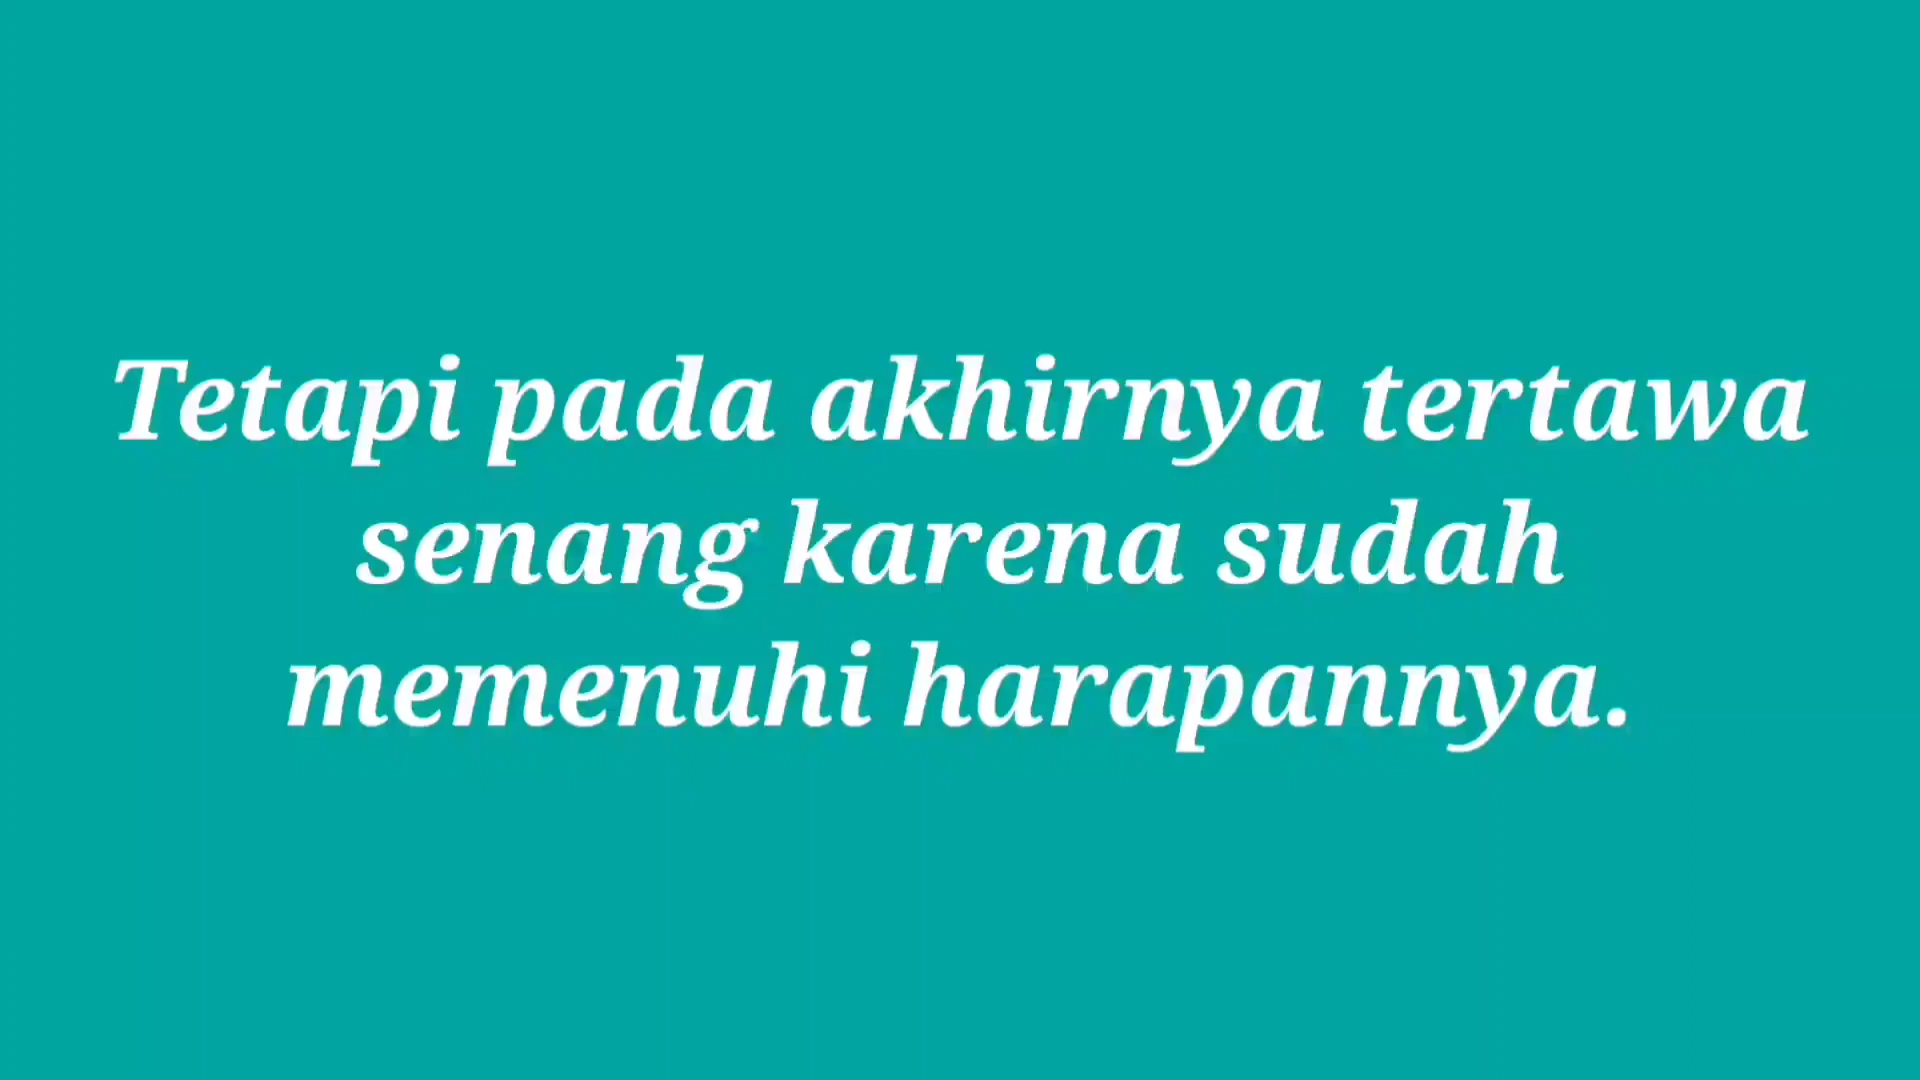 Tetapi pada akhirnya tertawa
senang karena sudah
memenuhi harapannya.